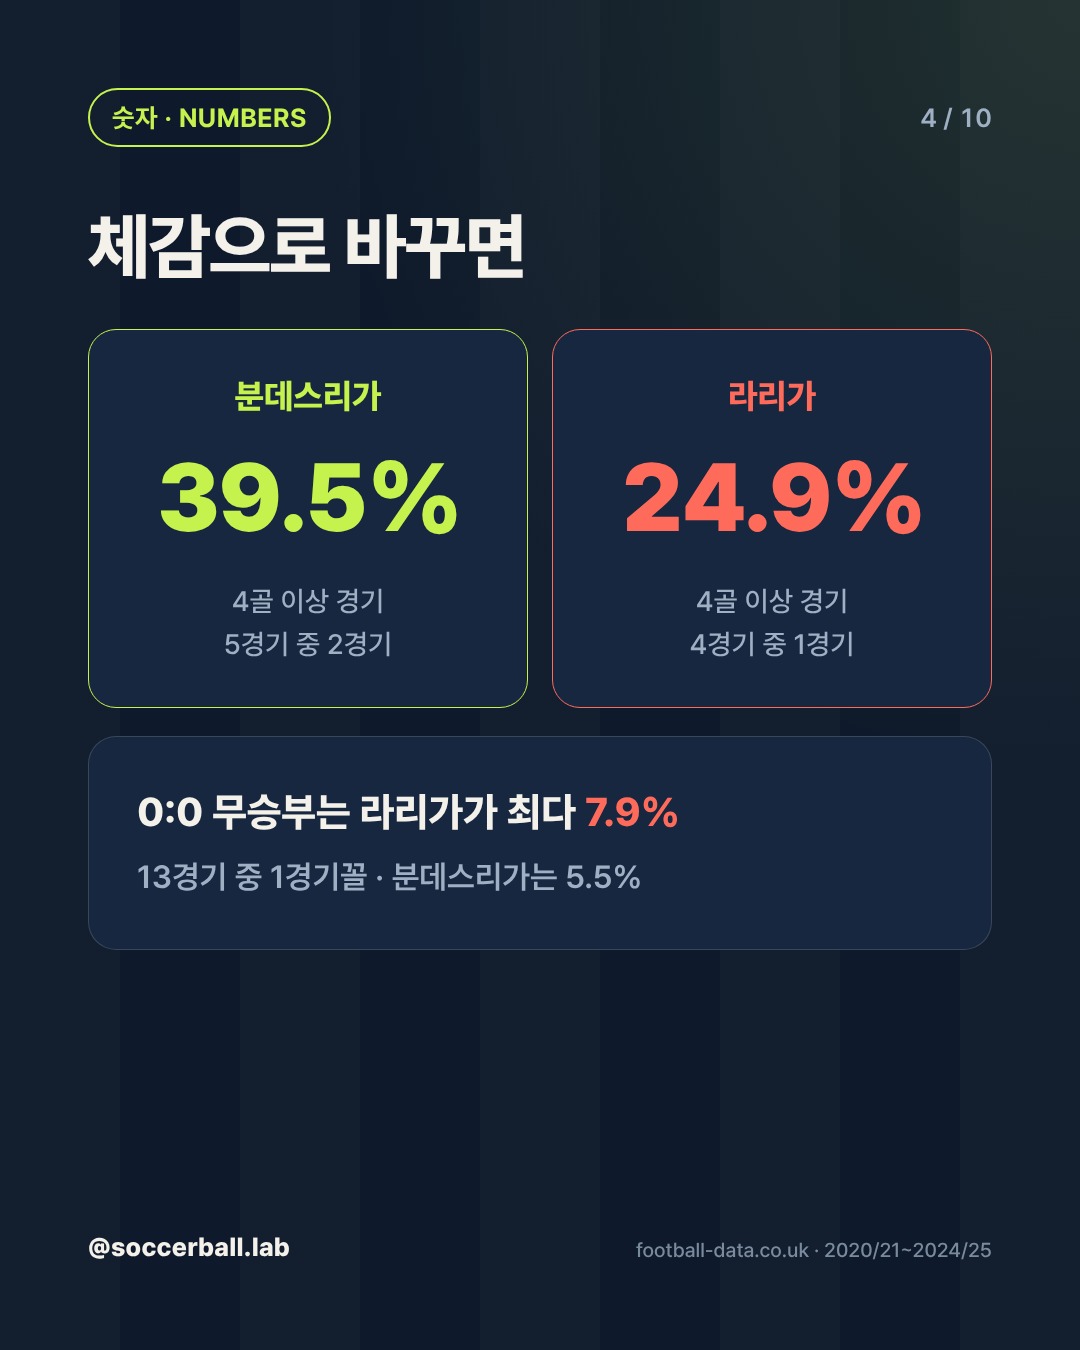 숫자 · NUMBERS
4 / 10
체감으로 바꾸면
분데스리가
39.5%
4골 이상 경기
5경기 중 2경기
라리가
24.9%
4골 이상 경기
4경기 중 1경기
0:0 무승부는 라리가가 최다 7.9%
13경기 중 1경기꼴 · 분데스리가는 5.5%
@soccerball.lab
football-data.co.uk · 2020/21~2024/25